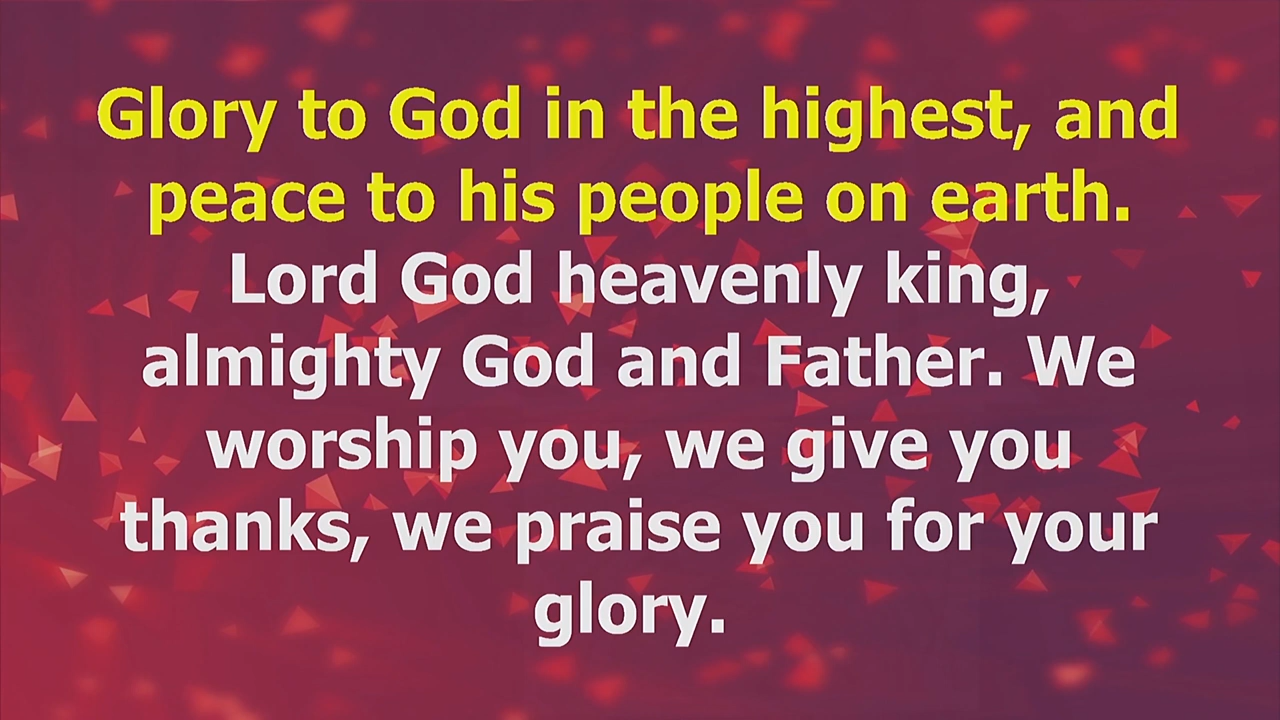 Glory to God in the highest, and
peace to his people on earth.
Lord God heavenly king,
almighty God and Father. We
worship you, we give you
thanks, we praise you for your
glory.